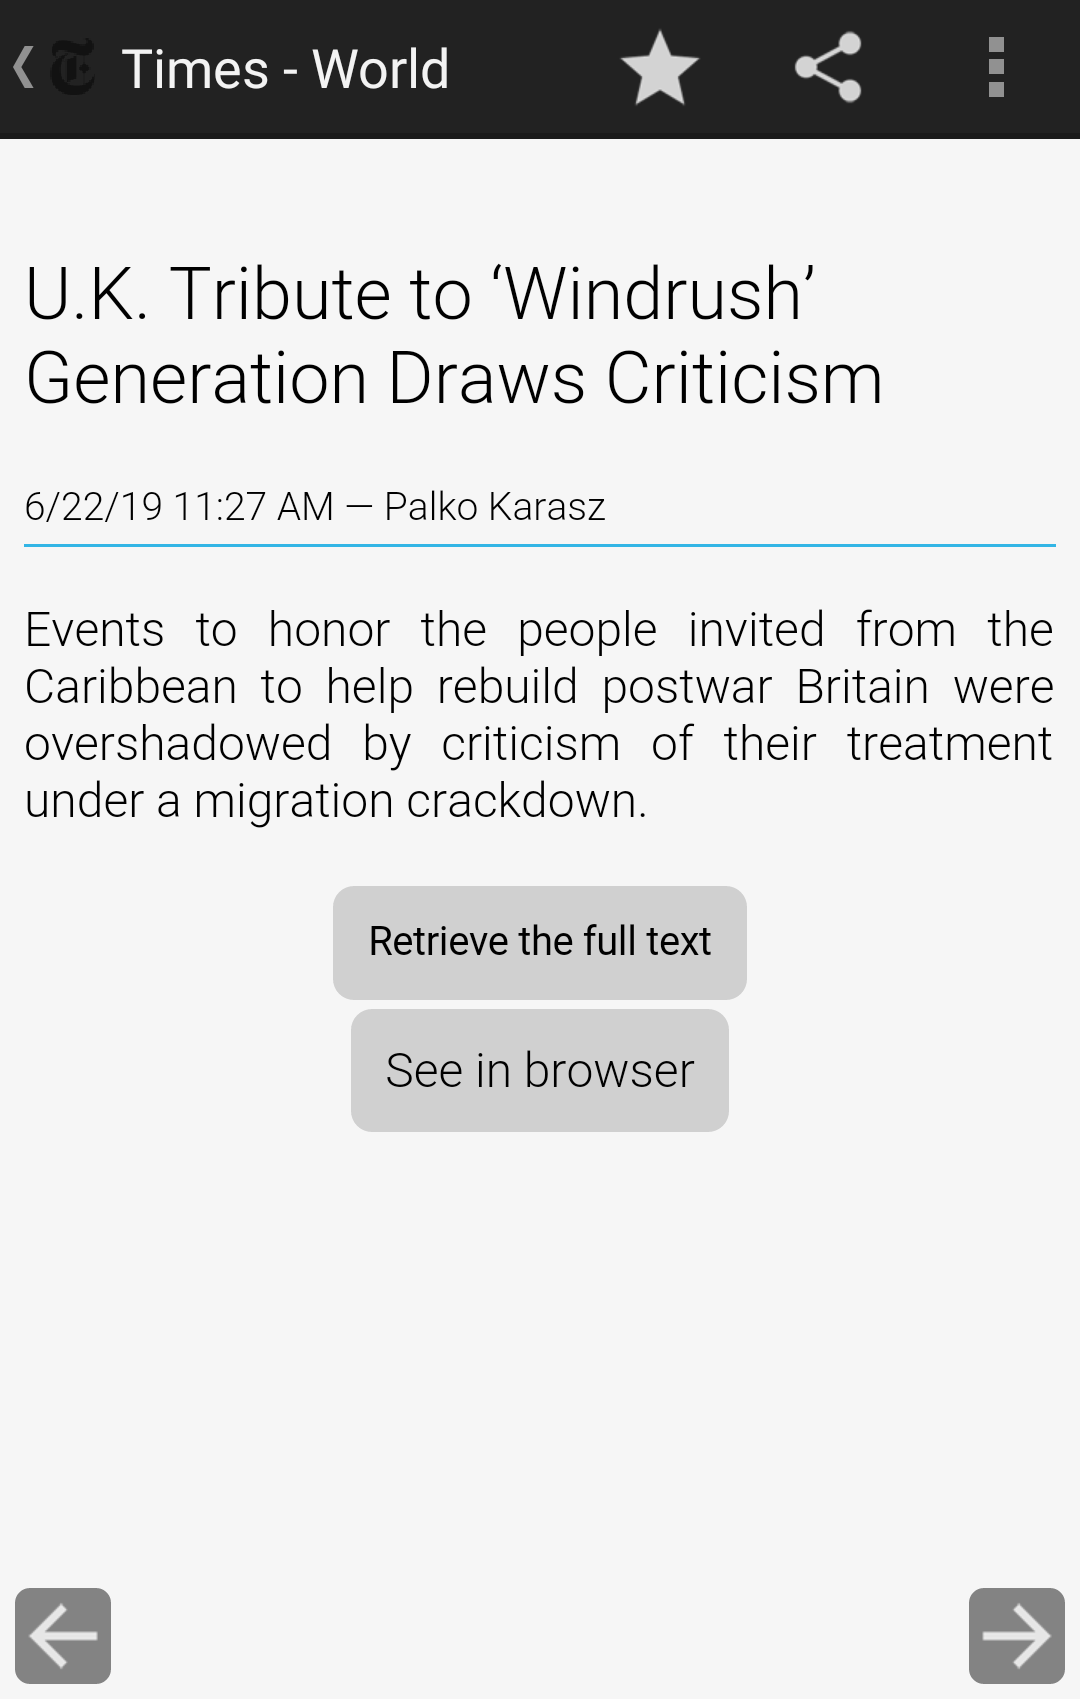 Times - World
U.K. Tribute to ‘Windrush’
Generation Draws Criticism
6/22/19 11:27 AM — Palko Karasz
Events to honor the people invited from the
Caribbean to help rebuild postwar Britain were
overshadowed by criticism of their treatment
under a migration crackdown.
Retrieve the full text
See in browser